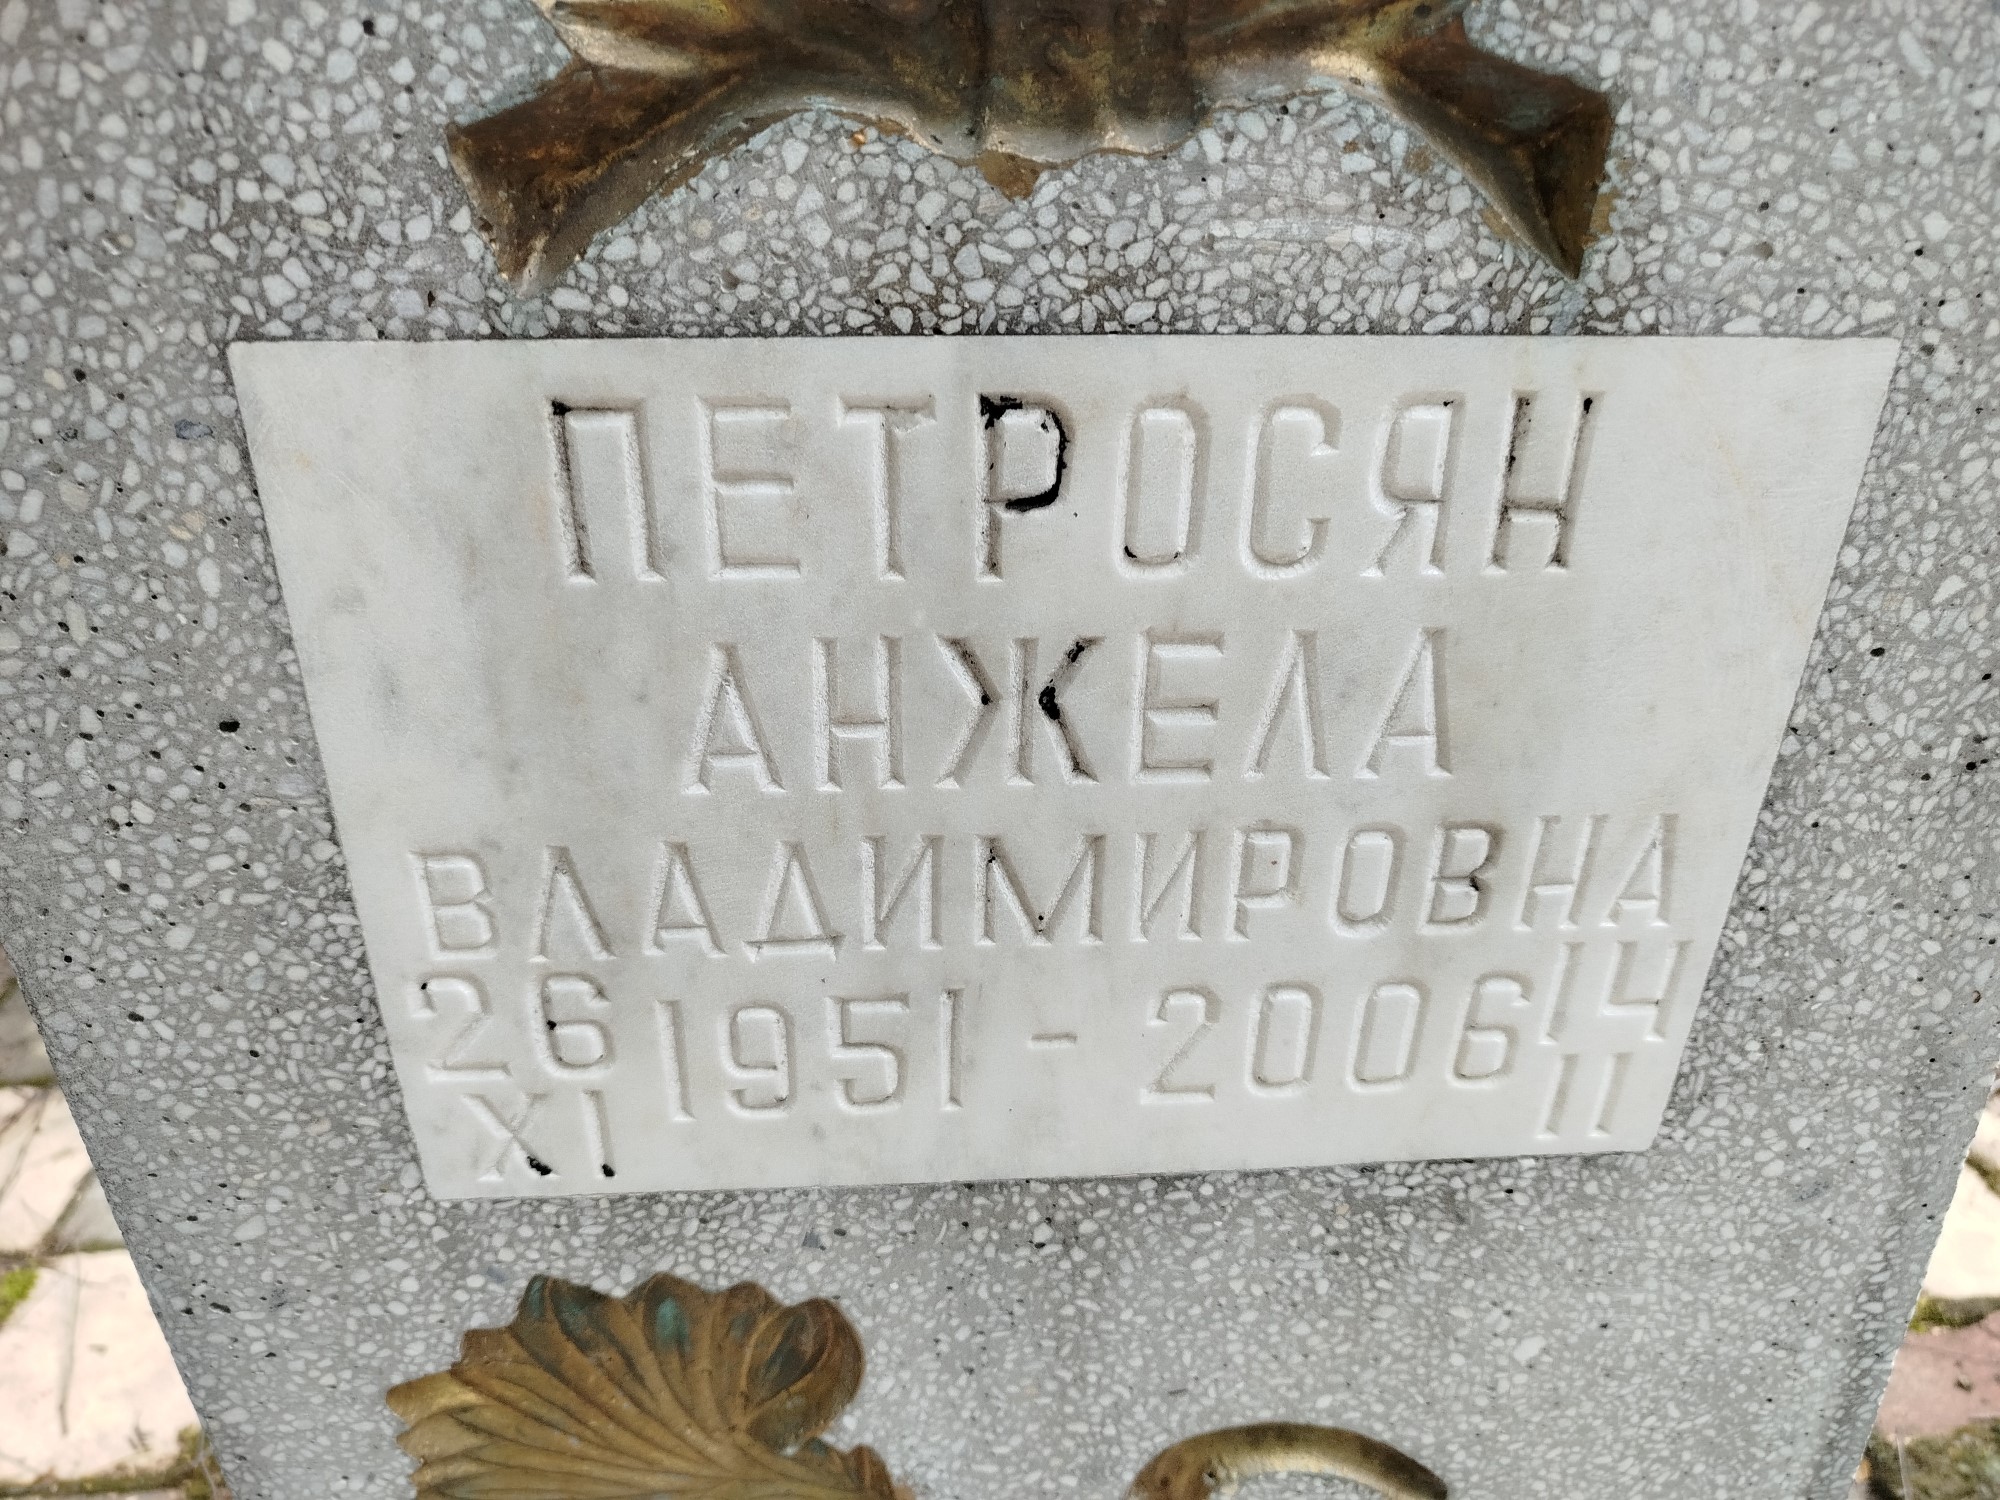 ПЕТРОСЯН
АНЖЕЛА
ВЛАДИМИРОВНА
26 XI 1951 - 2006 14 II